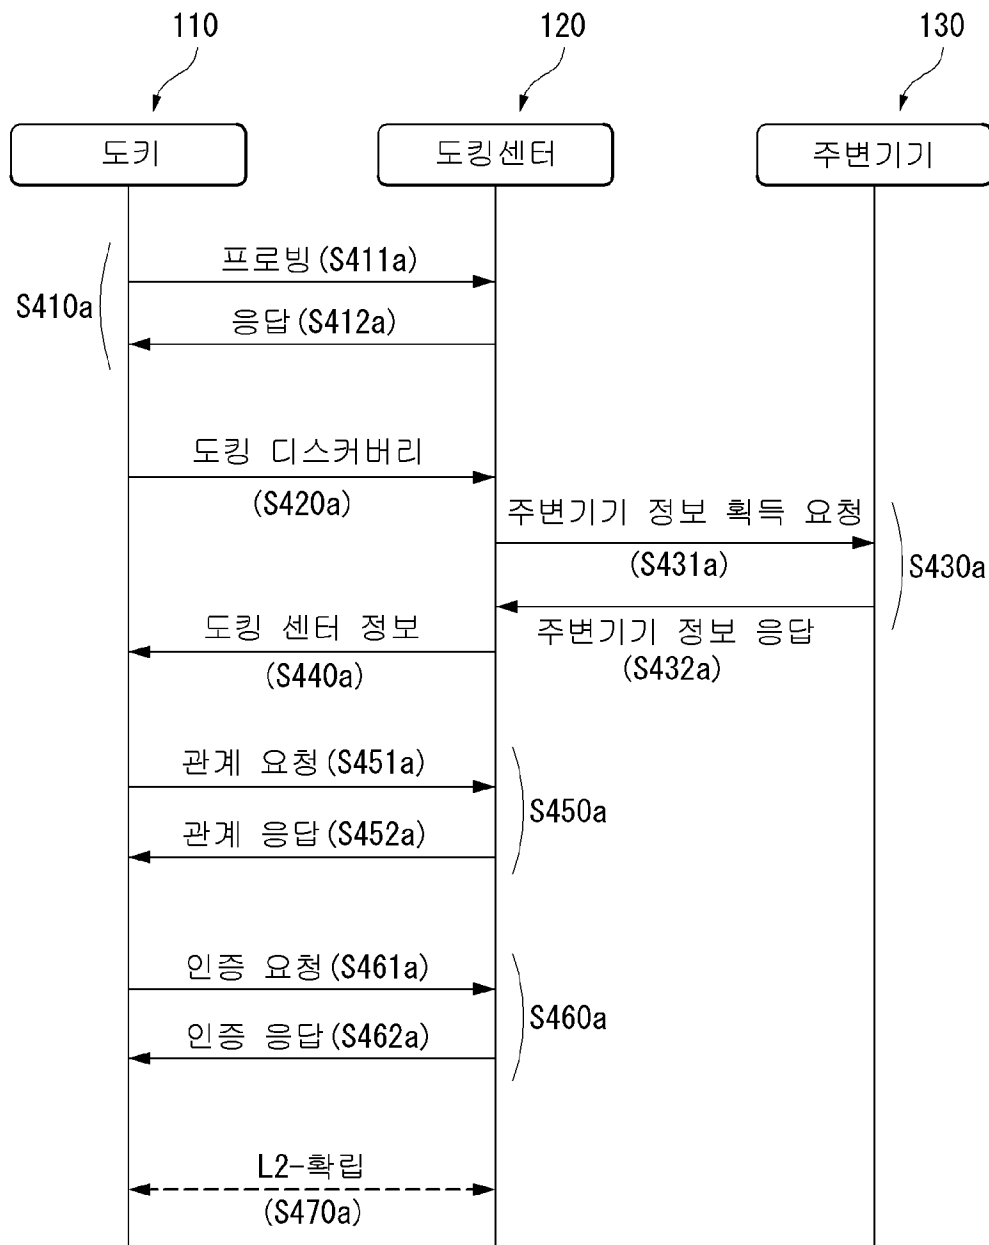 110
120
130
도키
도킹센터
주변기기
프로빙(S411a)
S410a
응답(S412a)
도킹 디스커버리
(S420a)
주변기기 정보 획득 요청
(S431a)
S430a
도킹 센터 정보
(S440a)
주변기기 정보 응답
(S432a)
관계 요청(S451a)
S450a
관계 응답(S452a)
인증 요청(S461a)
S460a
인증 응답(S462a)
L2-확립
(S470a)